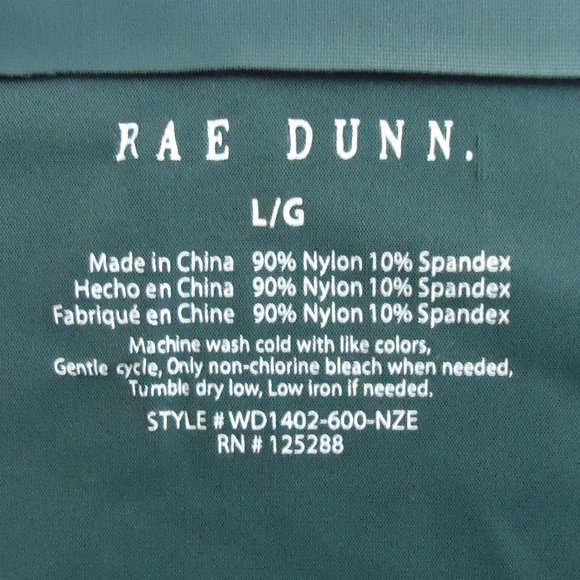 RAE DUNN.
L/G
Made in China 90% Nylon 10% Spandex
Hecho en China 90% Nylon 10% Spandex
Fabriqué en Chine 90% Nylon 10% Spandex
Machine wash cold with like colors,
Gentle cycle, Only non-chlorine bleach when needed,
Tumble dry low, Low iron if needed.
STYLE # WD1402-600-NZE
RN # 125288